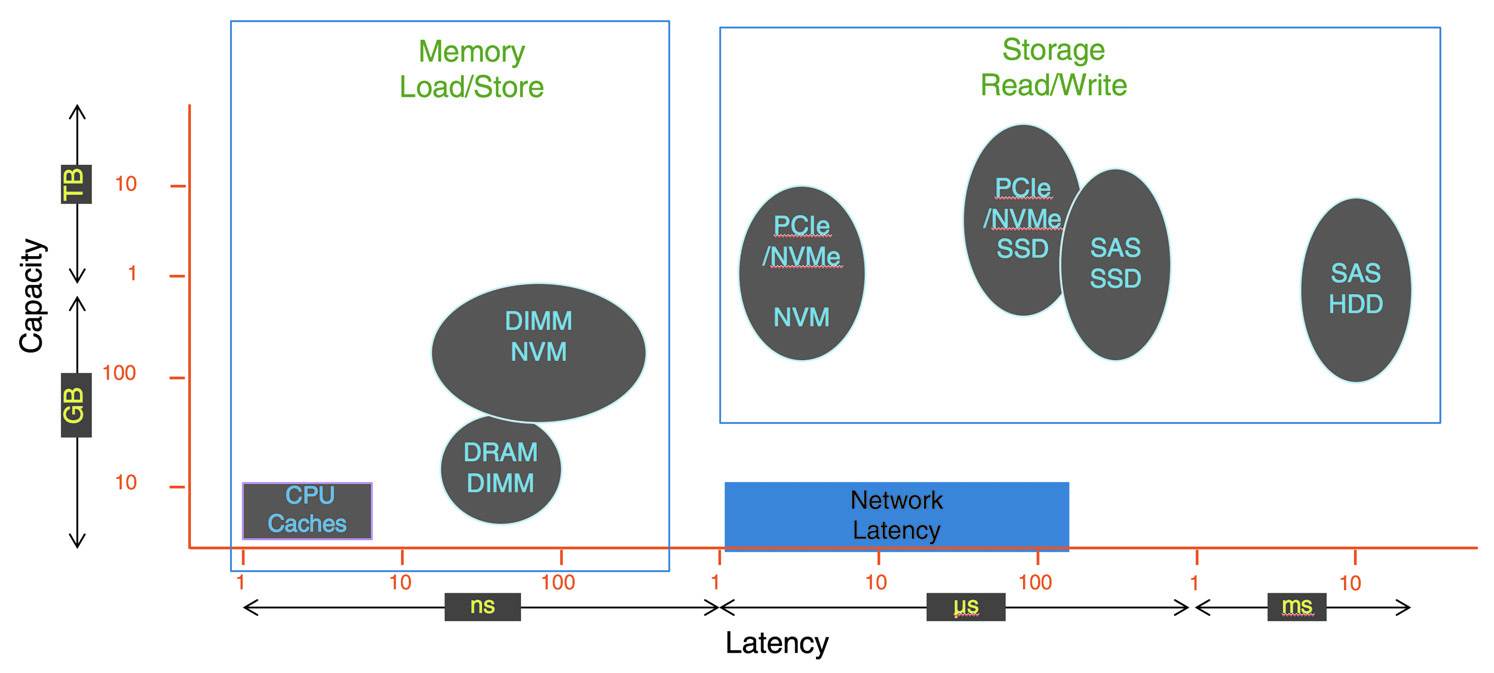 Memory
Load/Store
Storage
Read/Write
Capacity
TB
GB
10
1
100
10
PCIe
/NVMe
NVM
PCIe
/NVMe
SSD
SAS
SSD
SAS
HDD
DIMM
NVM
DRAM
DIMM
CPU
Caches
Network
Latency
1
10
100
1
10
100
1
10
ns
µs
ms
Latency